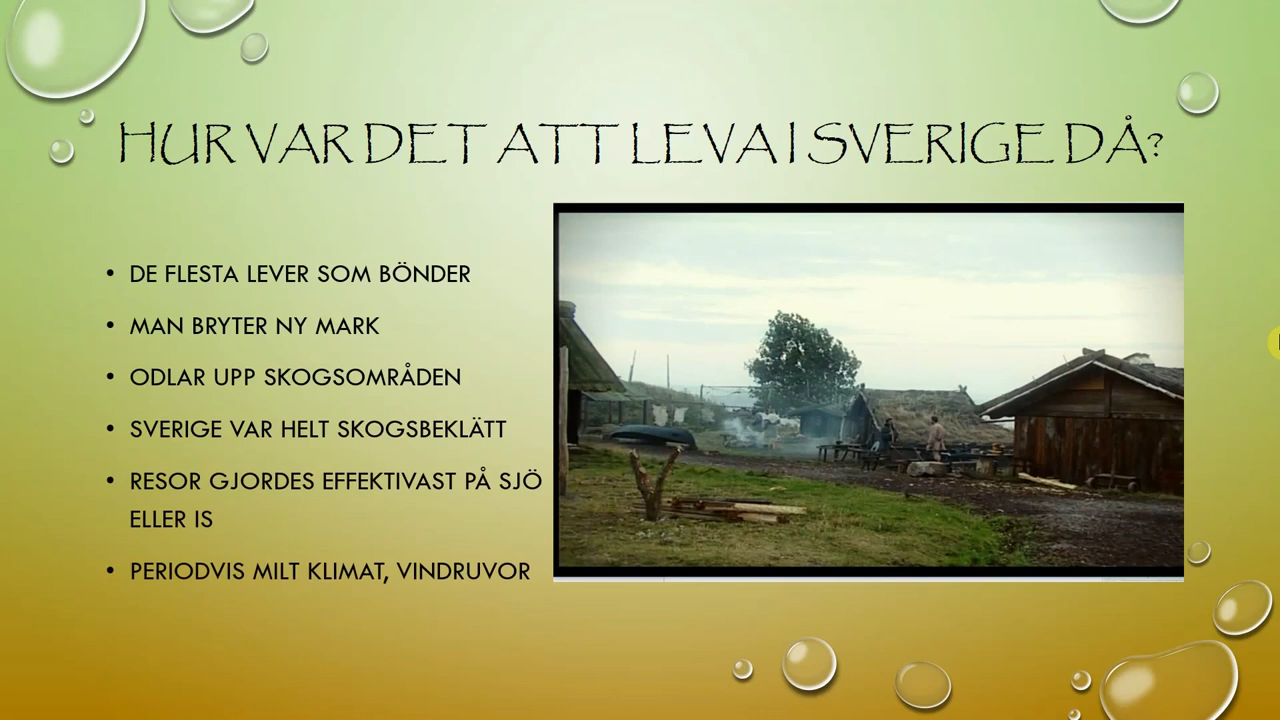 HUR VAR DET ATT LEVA I SVERIGE DÅ?
• DE FLESTA LEVER SOM BÖNDER
• MAN BRYTER NY MARK
• ODLAR UPP SKOGSOMRÅDEN
• SVERIGE VAR HELT SKOGSBEKLÄTT
• RESOR GJORDES EFFEKTIVAST PÅ SJÖ
ELLER IS
• PERIODVIS MILT KLIMAT, VINDRUVOR